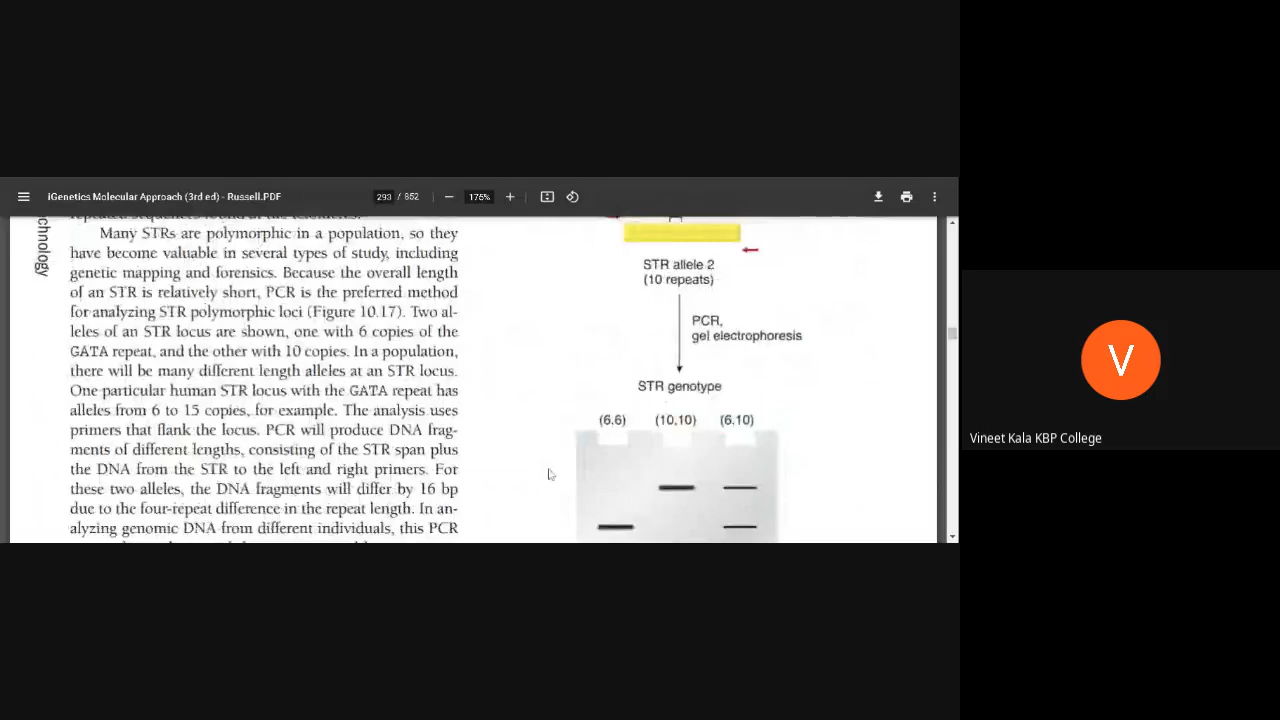 iGenetics Molecular Approach (3rd ed) - Russell.PDF
293 / 852
175%
chnology
repeated sequences found at the telomeres.
Many STRs are polymorphic in a population, so they
have become valuable in several types of study, including
genetic mapping and forensics. Because the overall length
of an STR is relatively short, PCR is the preferred method
for analyzing STR polymorphic loci (Figure 10.17). Two al-
leles of an STR locus are shown, one with 6 copies of the
GATA repeat, and the other with 10 copies. In a population,
there will be many different length alleles at an STR locus.
One particular human STR locus with the GATA repeat has
alleles from 6 to 15 copies, for example. The analysis uses
primers that flank the locus. PCR will produce DNA frag-
ments of different lengths, consisting of the STR span plus
the DNA from the STR to the left and right primers. For
these two alleles, the DNA fragments will differ by 16 bp
due to the four-repeat difference in the repeat length. In an-
alyzing genomic DNA from different individuals, this PCR
STR allele 2
(10 repeats)
PCR,
gel electrophoresis
STR genotype
(6,6) (10,10) (6,10)
V
Vineet Kala KBP College